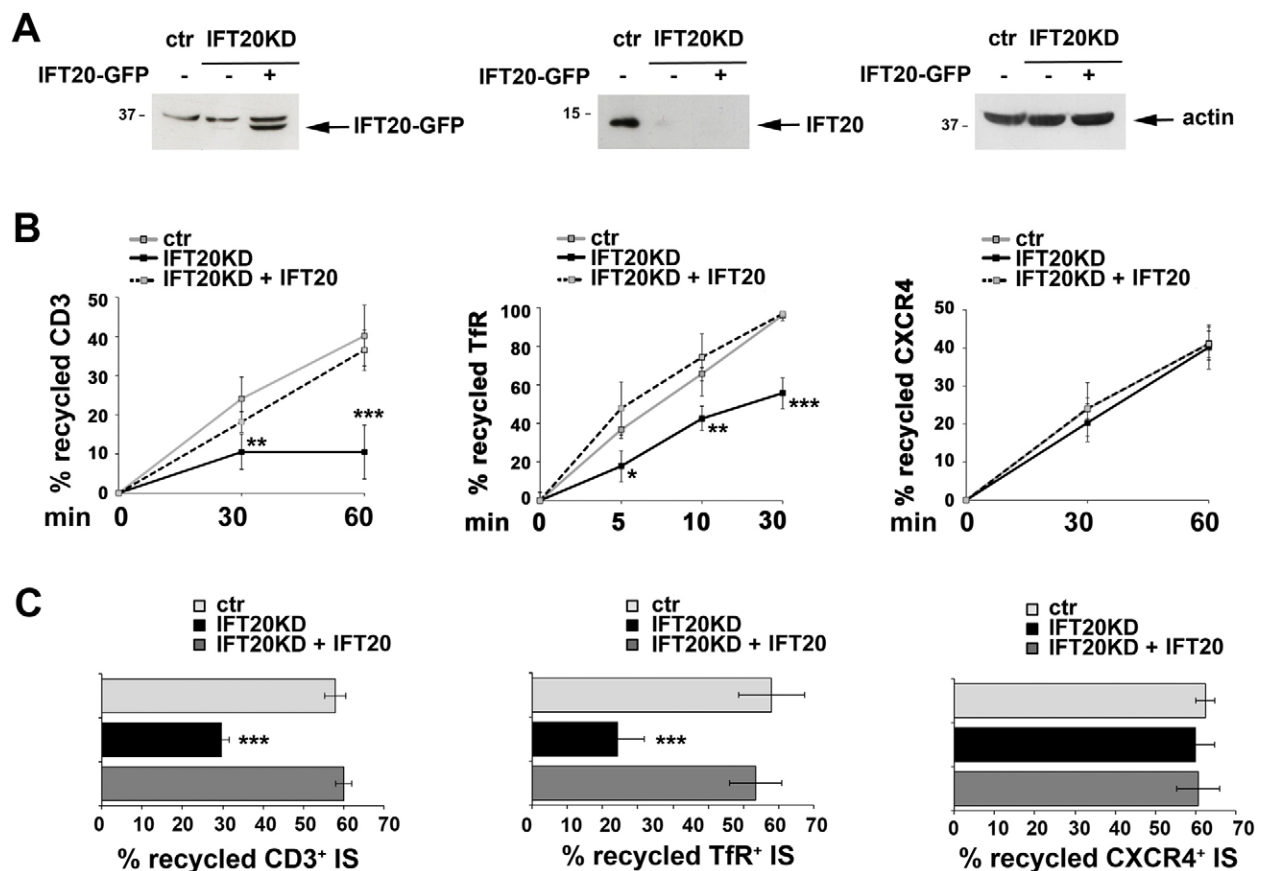 A
ctr IFT20KD
IFT20-GFP - - +
37 -
IFT20-GFP
ctr IFT20KD
IFT20-GFP - - +
15 -
IFT20
ctr IFT20KD
IFT20-GFP - - +
37 -
actin
B
ctr
IFT20KD
IFT20KD + IFT20
% recycled CD3
50
40
30
20
10
0
**
***
min 0 30 60
ctr
IFT20KD
IFT20KD + IFT20
% recycled TfR
100
80
60
40
20
0
*
**
***
min 0 5 10 30
ctr
IFT20KD
IFT20KD + IFT20
% recycled CXCR4
50
40
30
20
10
0
min 0 30 60
C
ctr
IFT20KD
IFT20KD + IFT20
***
0 10 20 30 40 50 60 70
% recycled CD3⁺ IS
ctr
IFT20KD
IFT20KD + IFT20
***
0 10 20 30 40 50 60 70
% recycled TfR⁺ IS
ctr
IFT20KD
IFT20KD + IFT20
0 10 20 30 40 50 60 70
% recycled CXCR4⁺ IS